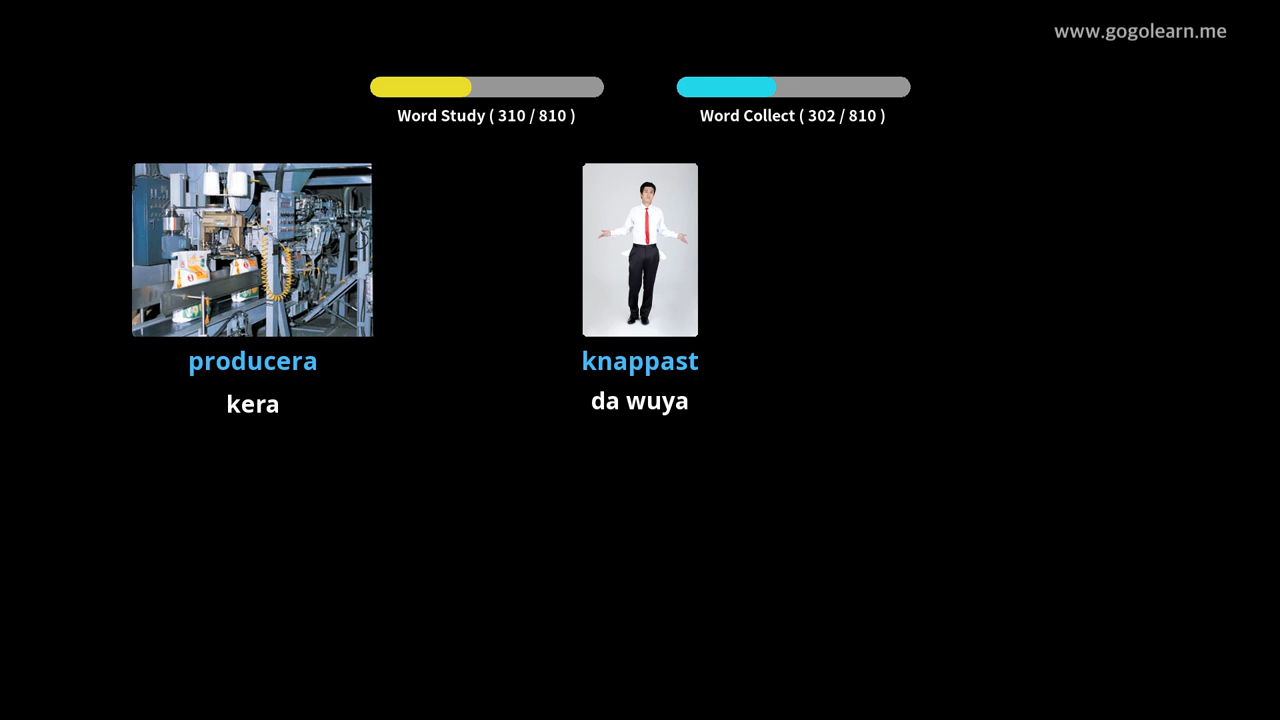 www.gogolearn.me
Word Study ( 310 / 810 )
Word Collect ( 302 / 810 )
producera
kera
knappast
da wuya